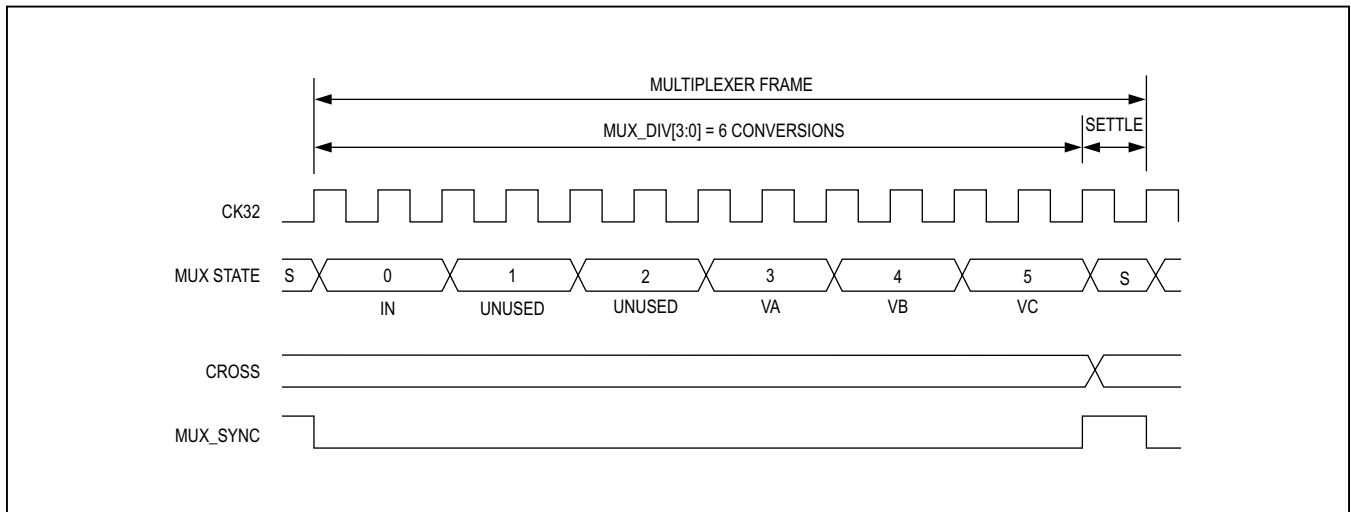 MULTIPLEXER FRAME
MUX_DIV[3:0] = 6 CONVERSIONS
SETTLE
CK32
MUX STATE S 0 1 2 3 4 5 S
IN UNUSED UNUSED VA VB VC
CROSS
MUX_SYNC